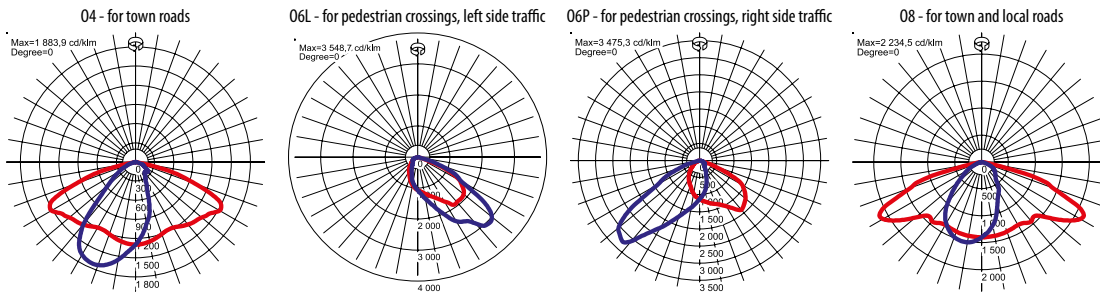 O4 - for town roads
Max=1 883,9 cd/klm
Degree=0
0
300
600
900
1 200
1 500
1 800
O6L - for pedestrian crossings, left side traffic
Max=3 548,7 cd/klm
Degree=0
0
2 000
3 000
4 000
O6P - for pedestrian crossings, right side traffic
Max=3 475,3 cd/klm
Degree=0
0
500
1 000
1 500
2 000
2 500
3 000
3 500
O8 - for town and local roads
Max=2 234,5 cd/klm
Degree=0
0
500
1 000
1 500
2 000